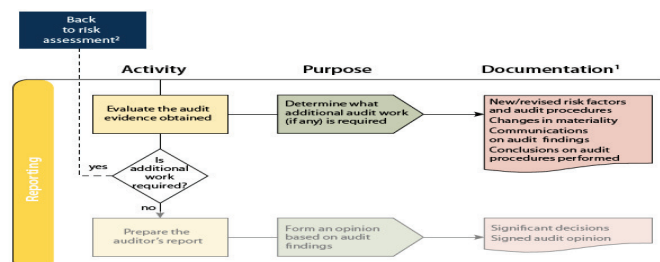 Back
to risk
assessment²
Activity
Purpose
Documentation¹
Reporting
Evaluate the audit
evidence obtained
Determine what
additional audit work
(if any) is required
New/revised risk factors
and audit procedures
Changes in materiality
Communications
on audit findings
Conclusions on audit
procedures performed
yes
Is
additional
work
required?
no
Prepare the
auditor's report
Form an opinion
based on audit
findings
Significant decisions
Signed audit opinion